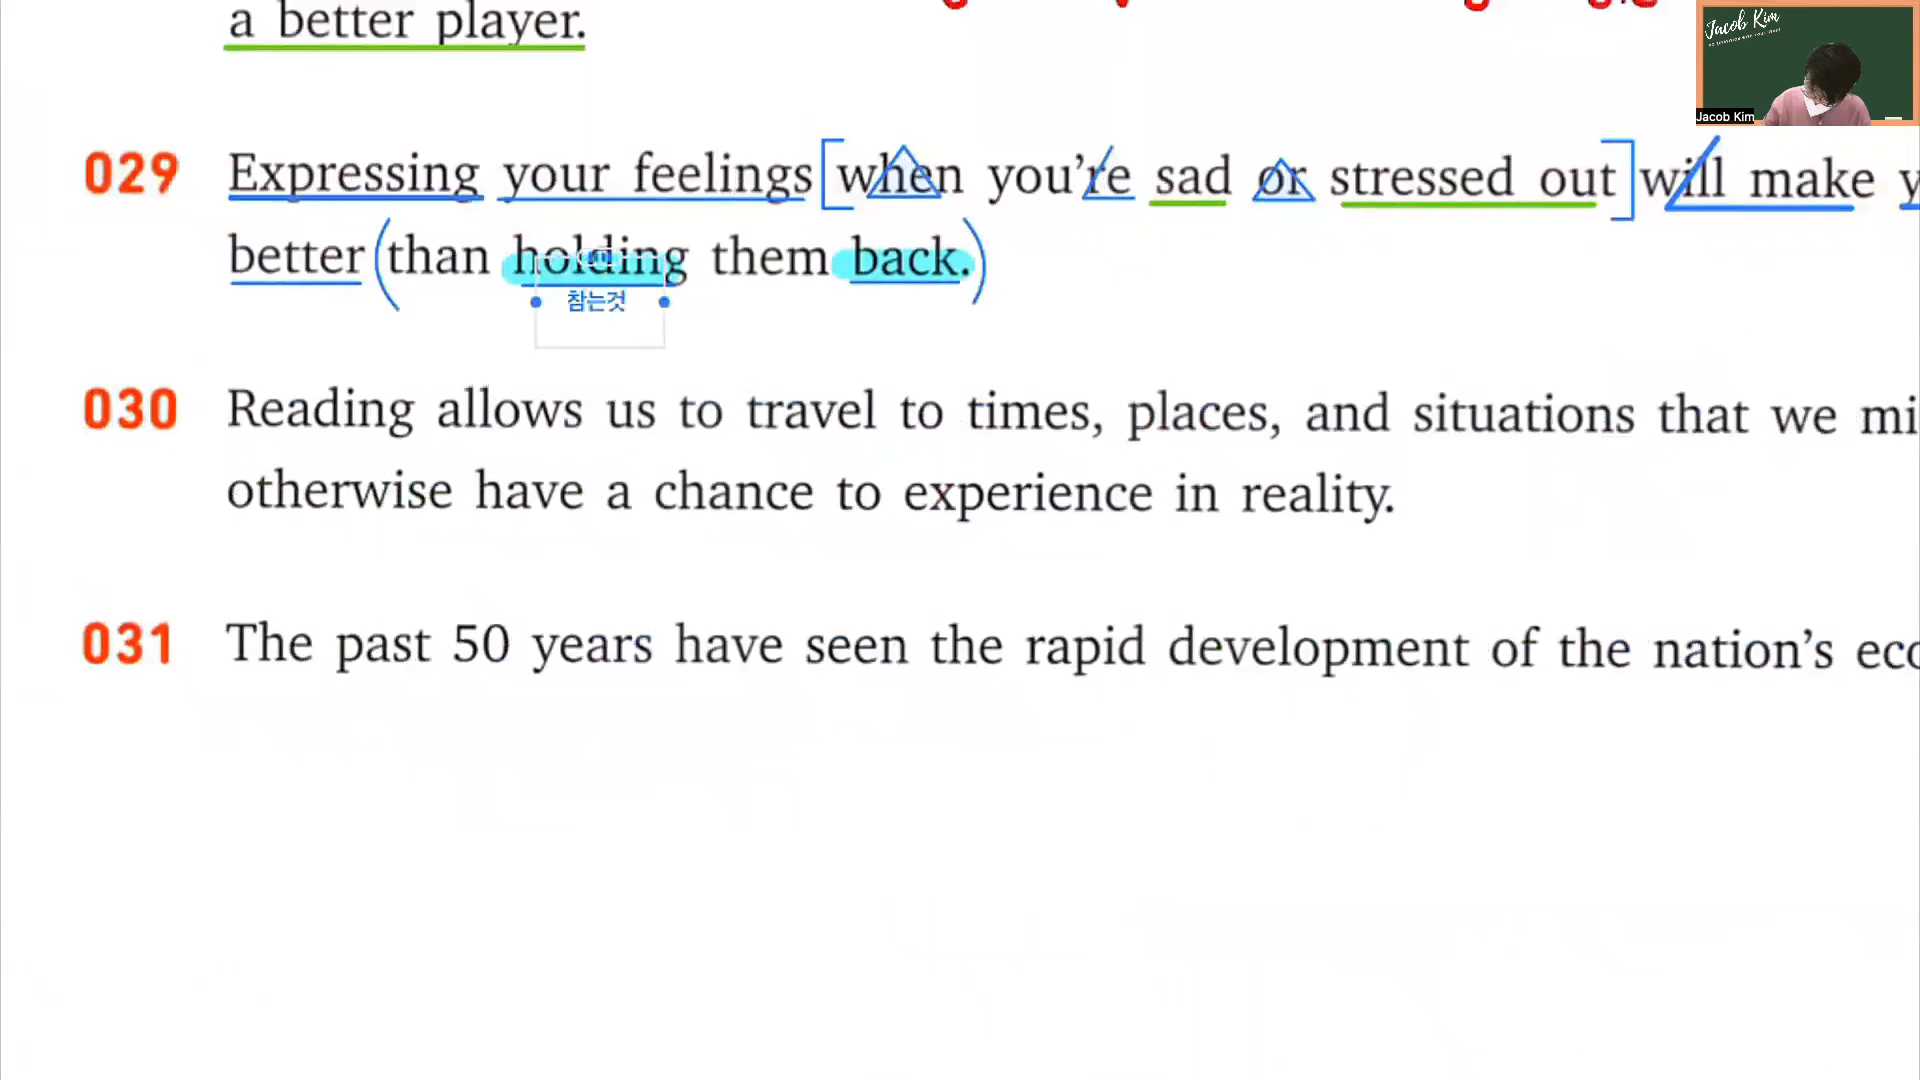 a better player.
Jacob Kim
Jacob Kim
029 Expressing your feelings [when you're sad or stressed out] will make
better (than holding them back.)
참는것
030 Reading allows us to travel to times, places, and situations that we
otherwise have a chance to experience in reality.
031 The past 50 years have seen the rapid development of the nation's